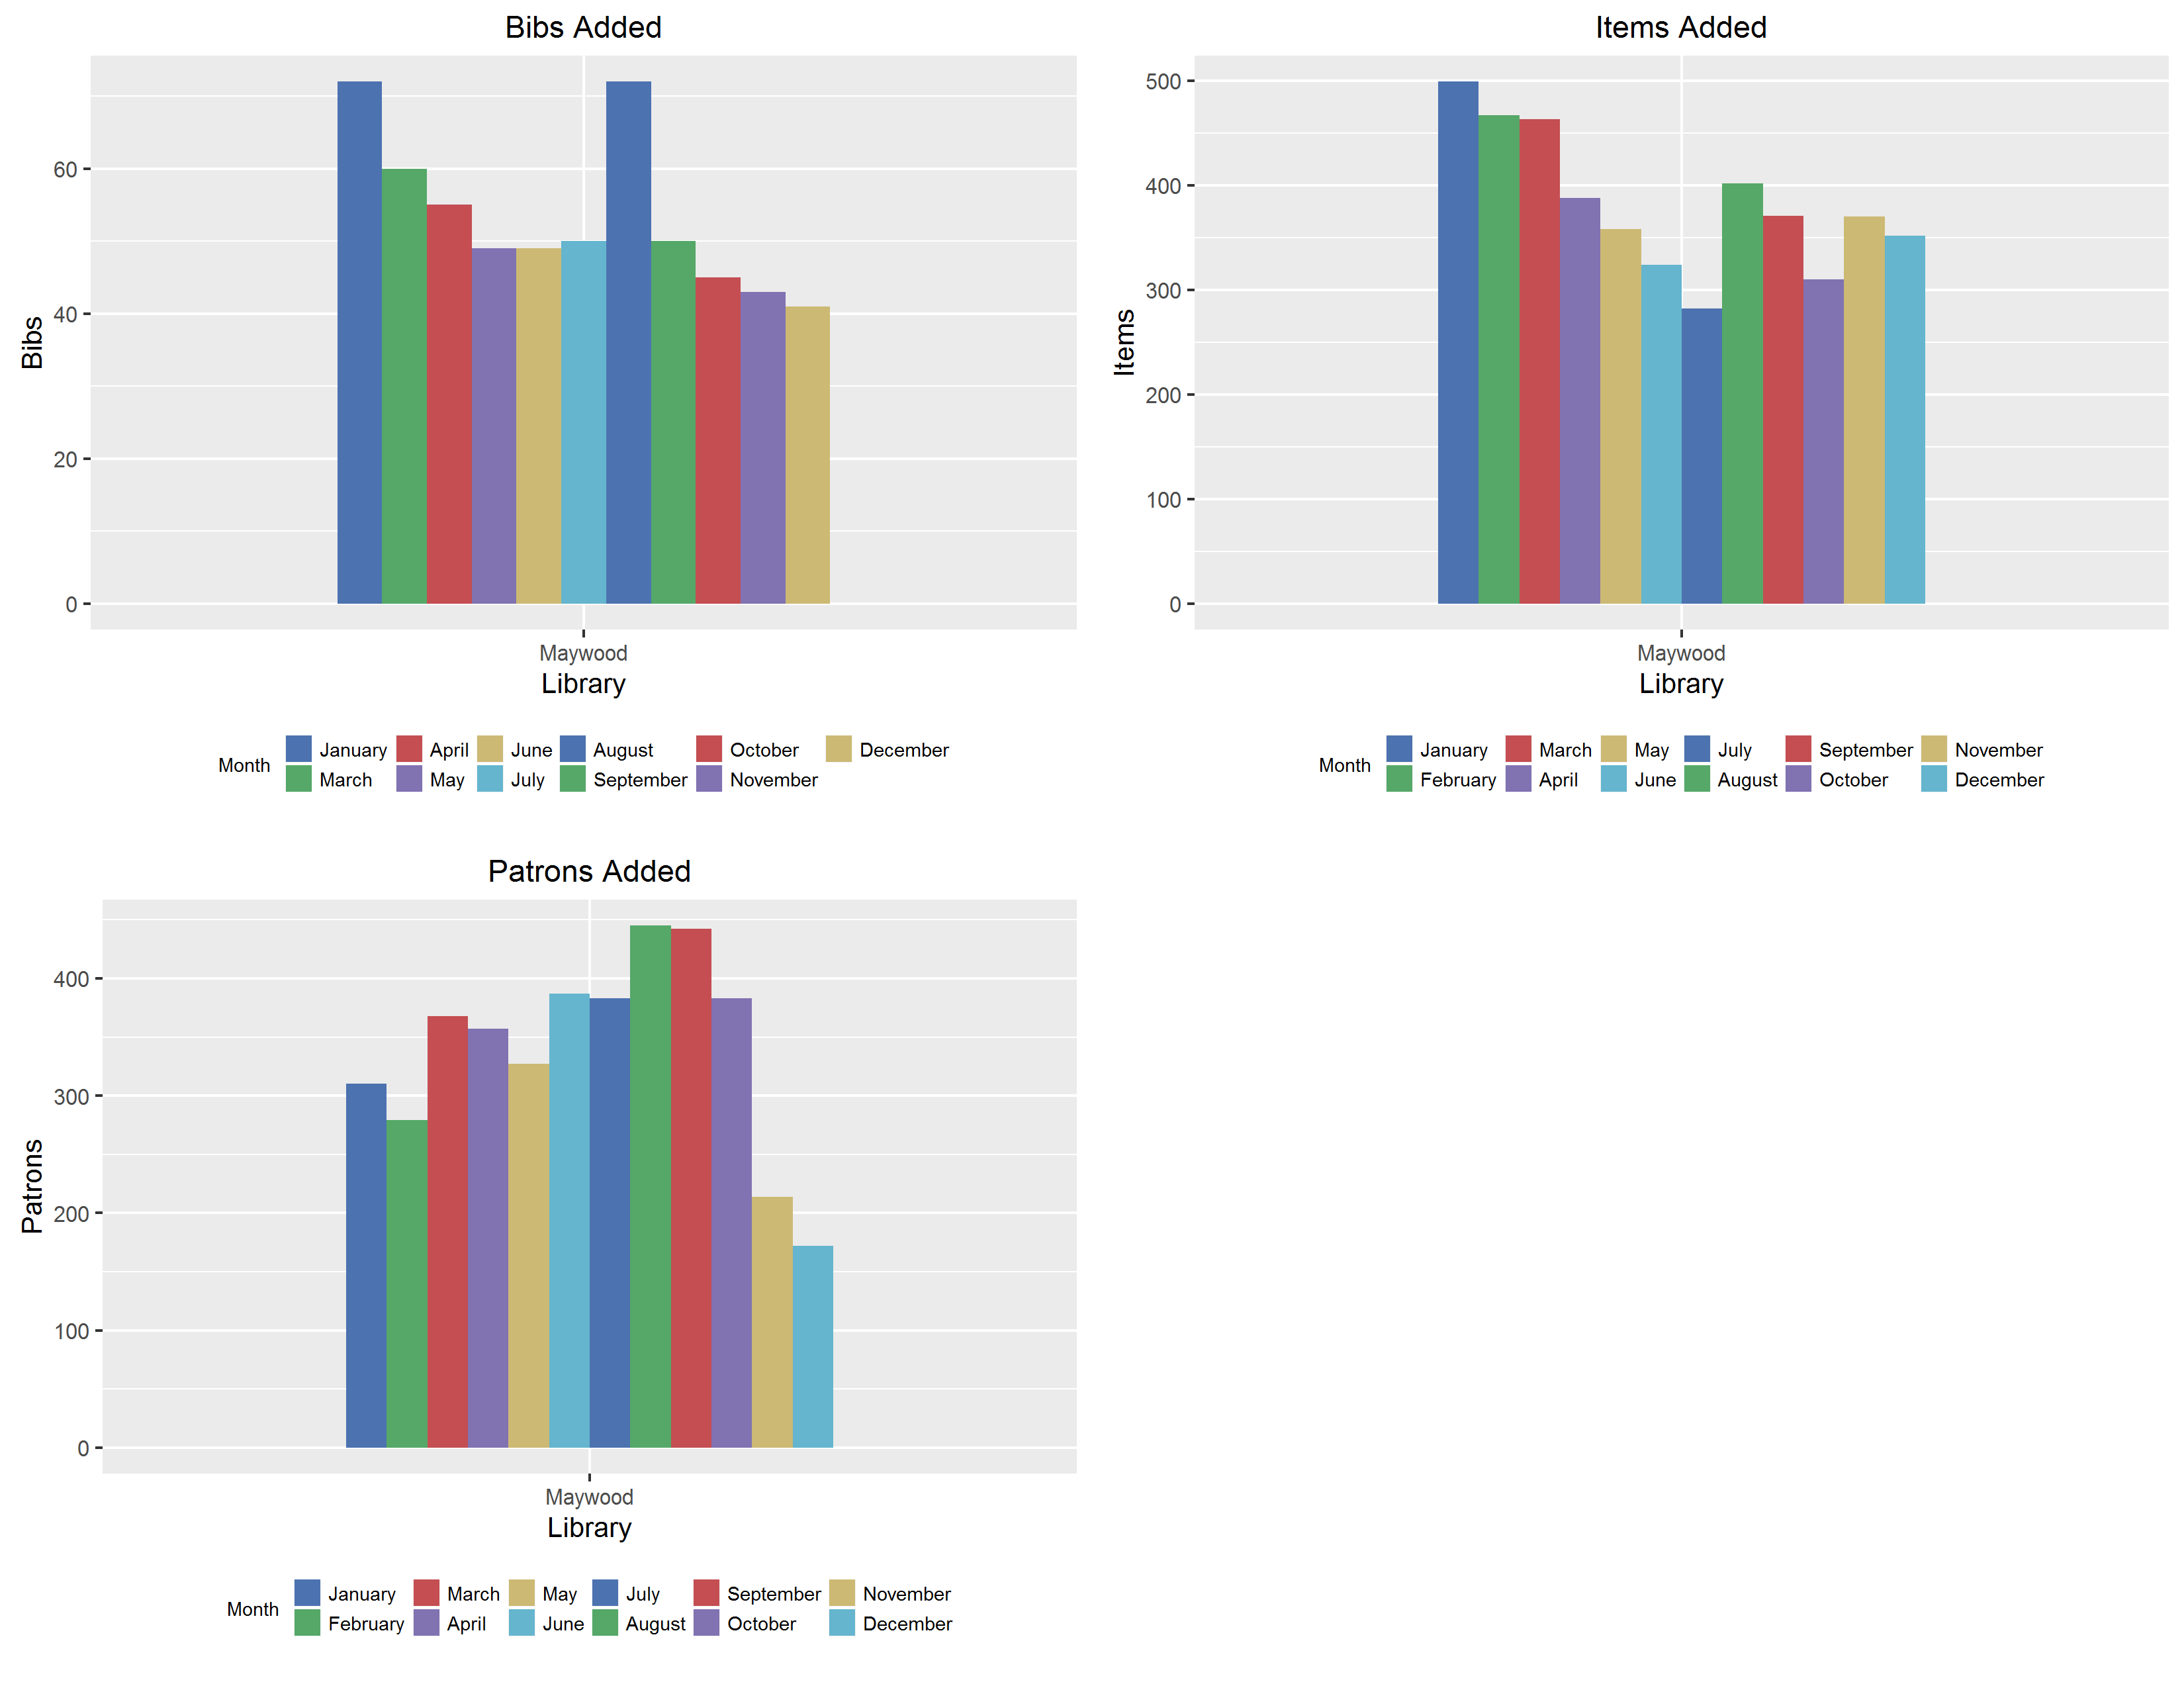 Bibs Added
Bibs
60
40
20
0
Maywood
Library
Month
January April June August October December
March May July September November
Items Added
Items
500
400
300
200
100
0
Maywood
Library
Month
January March May July September November
February April June August October December
Patrons Added
Patrons
400
300
200
100
0
Maywood
Library
Month
January March May July September November
February April June August October December